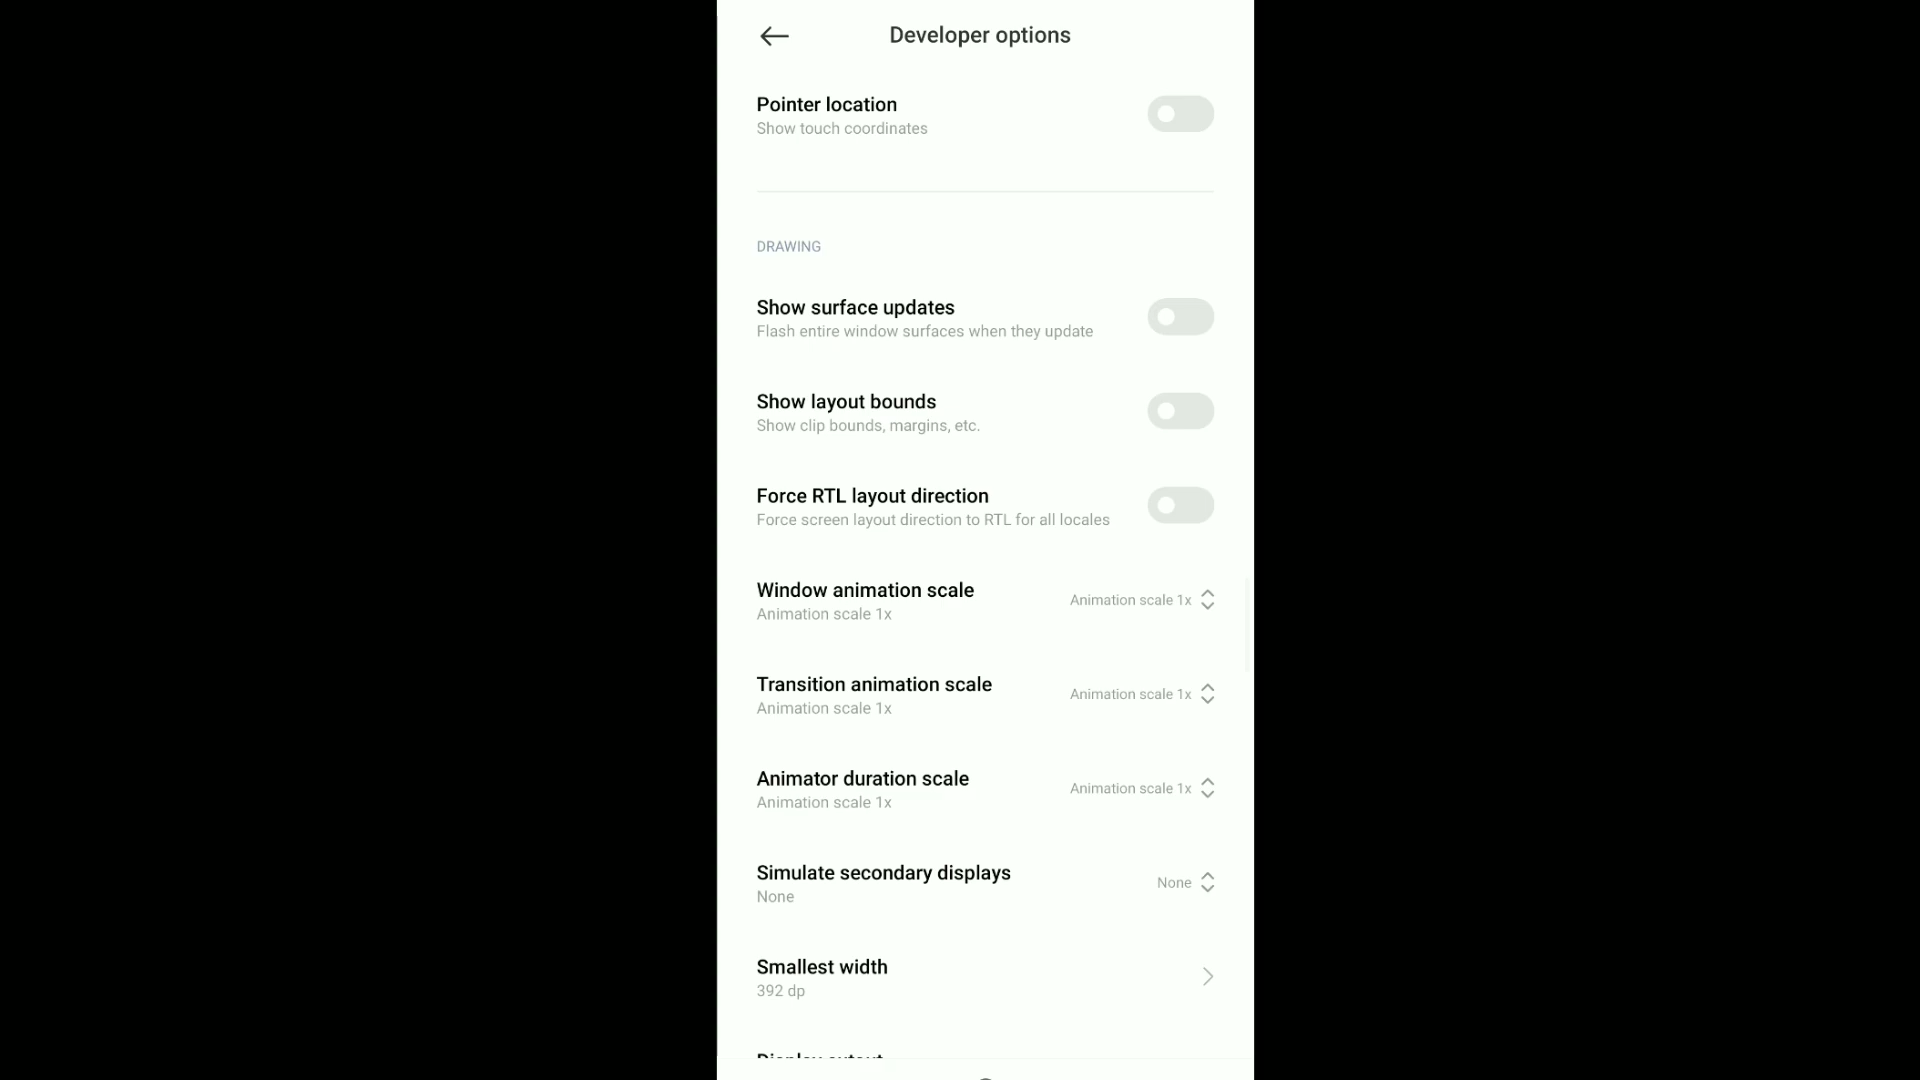 Developer options
Pointer location
Show touch coordinates
DRAWING
Show surface updates
Flash entire window surfaces when they update
Show layout bounds
Show clip bounds, margins, etc.
Force RTL layout direction
Force screen layout direction to RTL for all locales
Window animation scale
Animation scale 1x
Animation scale 1x
Transition animation scale
Animation scale 1x
Animation scale 1x
Animator duration scale
Animation scale 1x
Animation scale 1x
Simulate secondary displays
None
None
Smallest width
392 dp
Display cutout